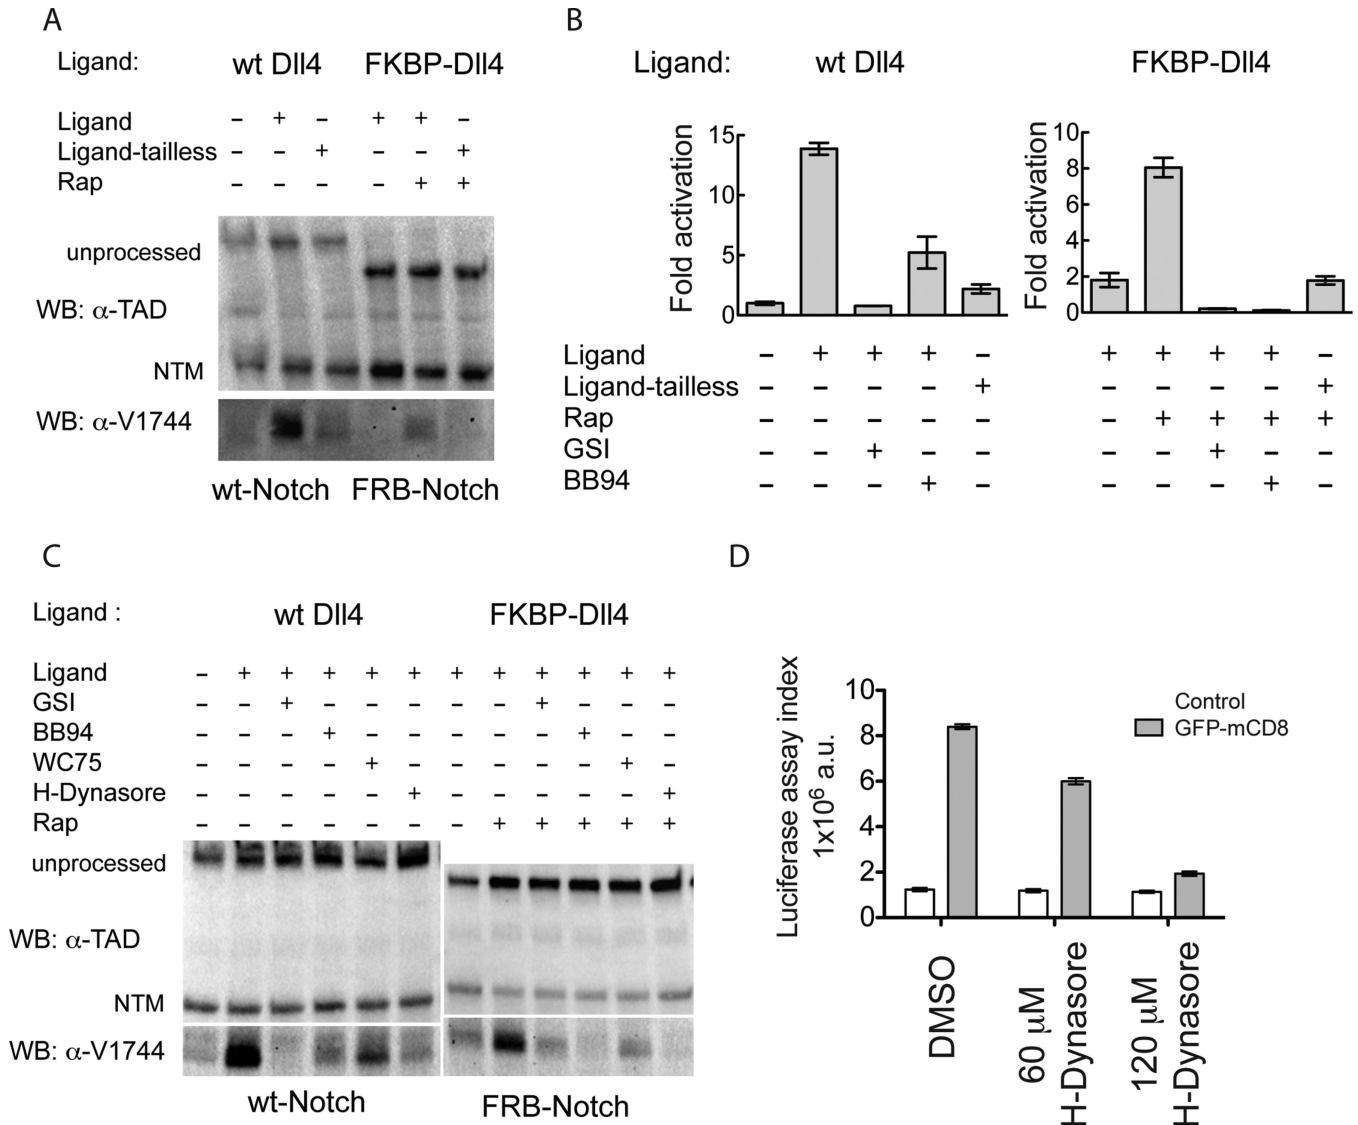 A
Ligand: wt Dll4 FKBP-Dll4
Ligand – + – + + –
Ligand-tailless – – + – – +
Rap – – – – + +
unprocessed
WB: α-TAD
NTM
WB: α-V1744
wt-Notch FRB-Notch
B
Ligand: wt Dll4 FKBP-Dll4
Fold activation
15
10
5
0
Fold activation
10
8
6
4
2
0
Ligand – + + + – + + + + –
Ligand-tailless – – – – + – – – – +
Rap – – – – – – + + + +
GSI – – + – – – – + – –
BB94 – – – + – – – – + –
C
Ligand : wt Dll4 FKBP-Dll4
Ligand – + + + + + + + + + + +
GSI – – + – – – – – + – – –
BB94 – – – + – – – – – + – –
WC75 – – – – + – – – – – + –
H-Dynasore – – – – – + – – – – – +
Rap – – – – – – – + + + + +
unprocessed
WB: α-TAD
NTM
WB: α-V1744
wt-Notch FRB-Notch
D
Luciferase assay index
1x10⁶ a.u.
10
8
6
4
2
0
Control
GFP-mCD8
DMSO
60 µM
H-Dynasore
120 µM
H-Dynasore